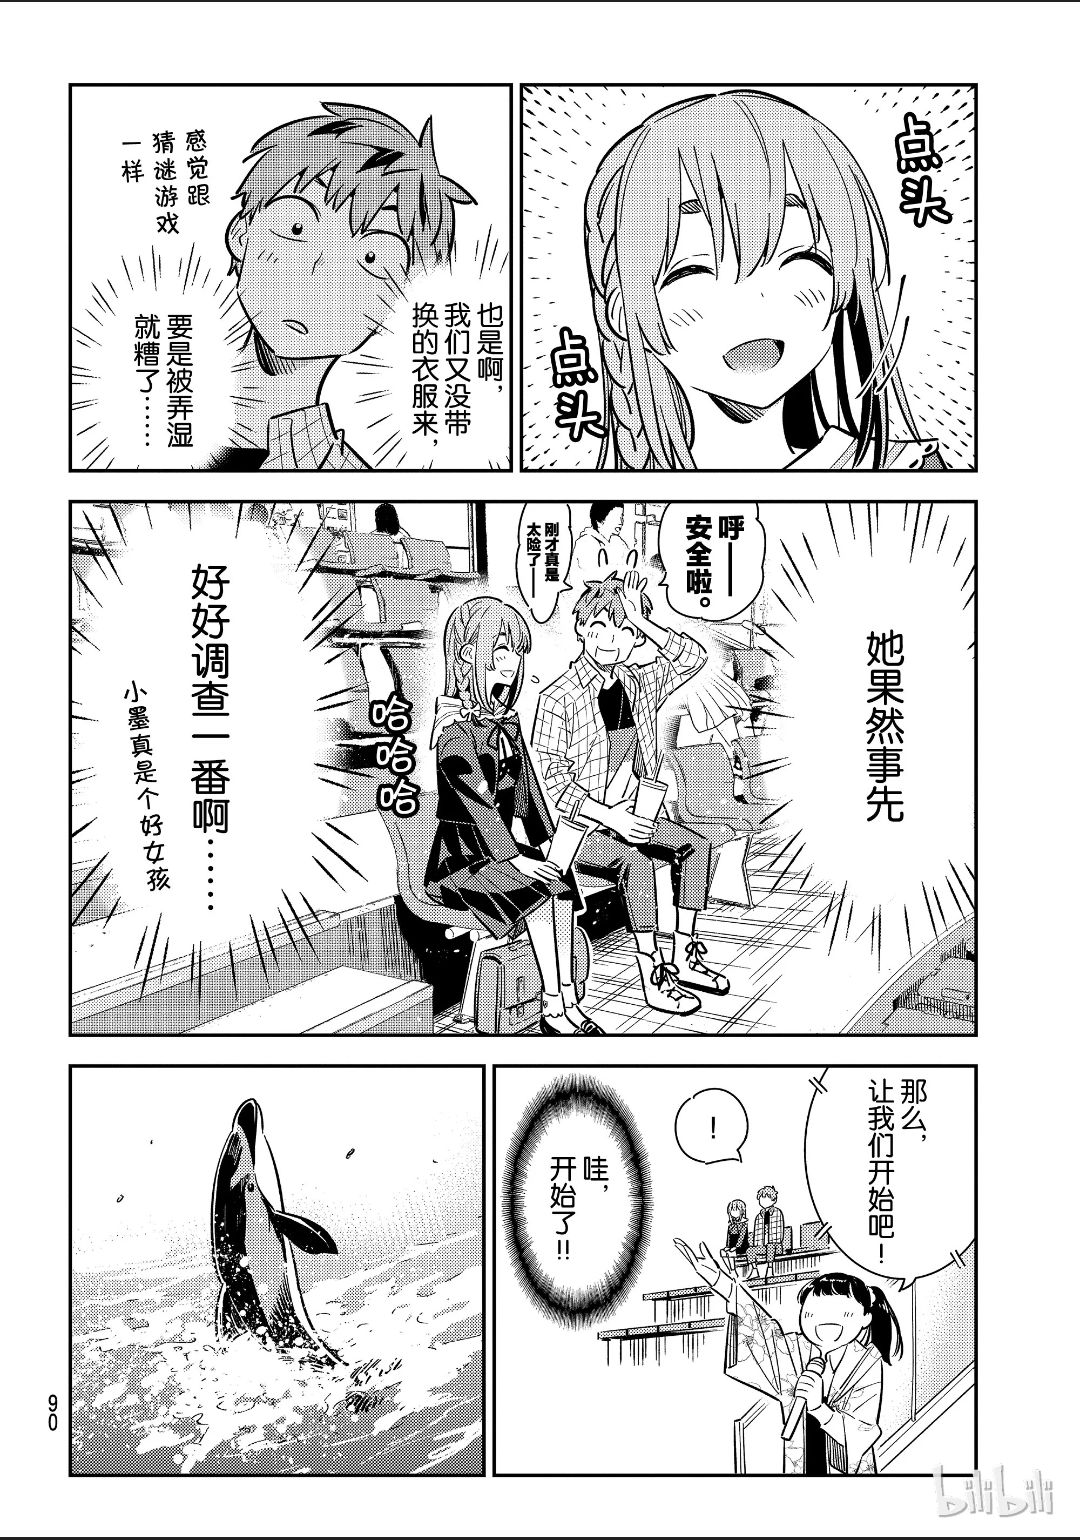 点头
点头
也是啊，
我们又没带
换的衣服来，
要是被弄湿
就糟了……
感觉跟
猜谜游戏
一样
她果然事先
呼——
安全啦。
刚才真是
太险了——
哈哈哈
好好调查一番啊……
小墨真是个好女孩
那么，
让我们开始吧！
！
哇，
开始了!!
90
bilibili